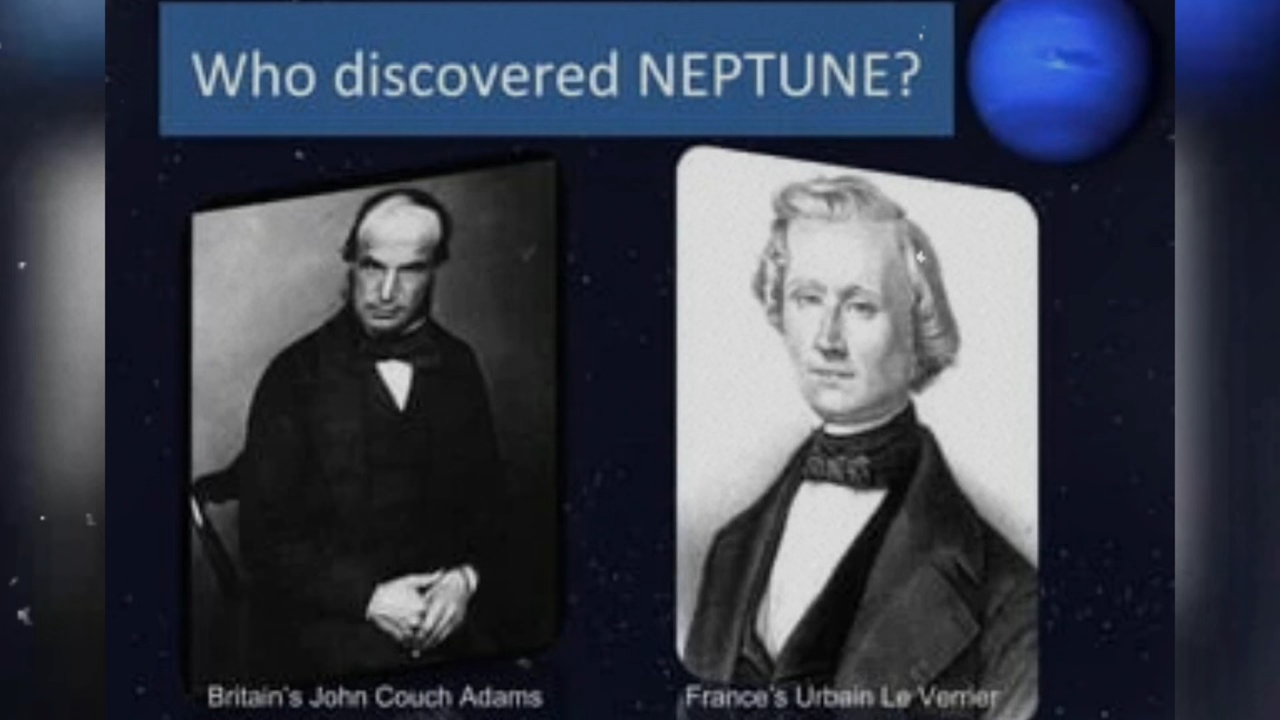 Who discovered NEPTUNE?
Britain's John Couch Adams
France's Urbain Le Verrier